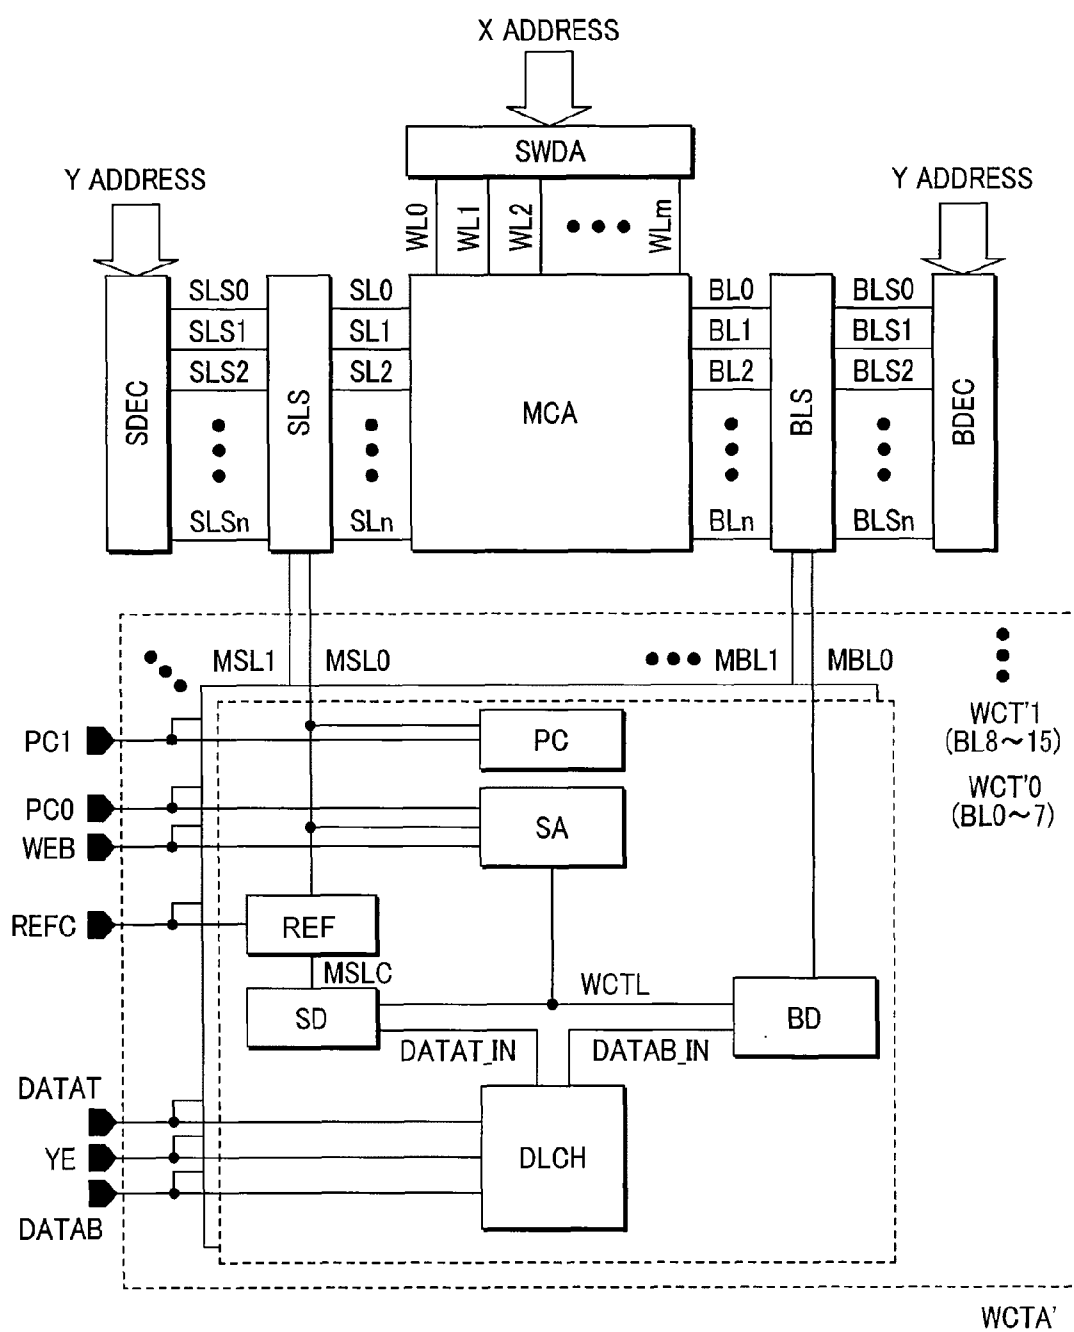 X ADDRESS
SWDA
Y ADDRESS
Y ADDRESS
WL0
WL1
WL2
WLm
SLS0
SL0
BL0
BLS0
SLS1
SL1
BL1
BLS1
SLS2
SL2
BL2
BLS2
SDEC
SLS
MCA
BLS
BDEC
SLSn
SLn
BLn
BLSn
MSL1
MSL0
MBL1
MBL0
WCT'1
(BL8～15)
WCT'0
(BL0～7)
PC1
PC
PC0
WEB
SA
REFC
REF
MSLC
WCTL
SD
BD
DATAT_IN
DATAB_IN
DATAT
YE
DLCH
DATAB
WCTA'